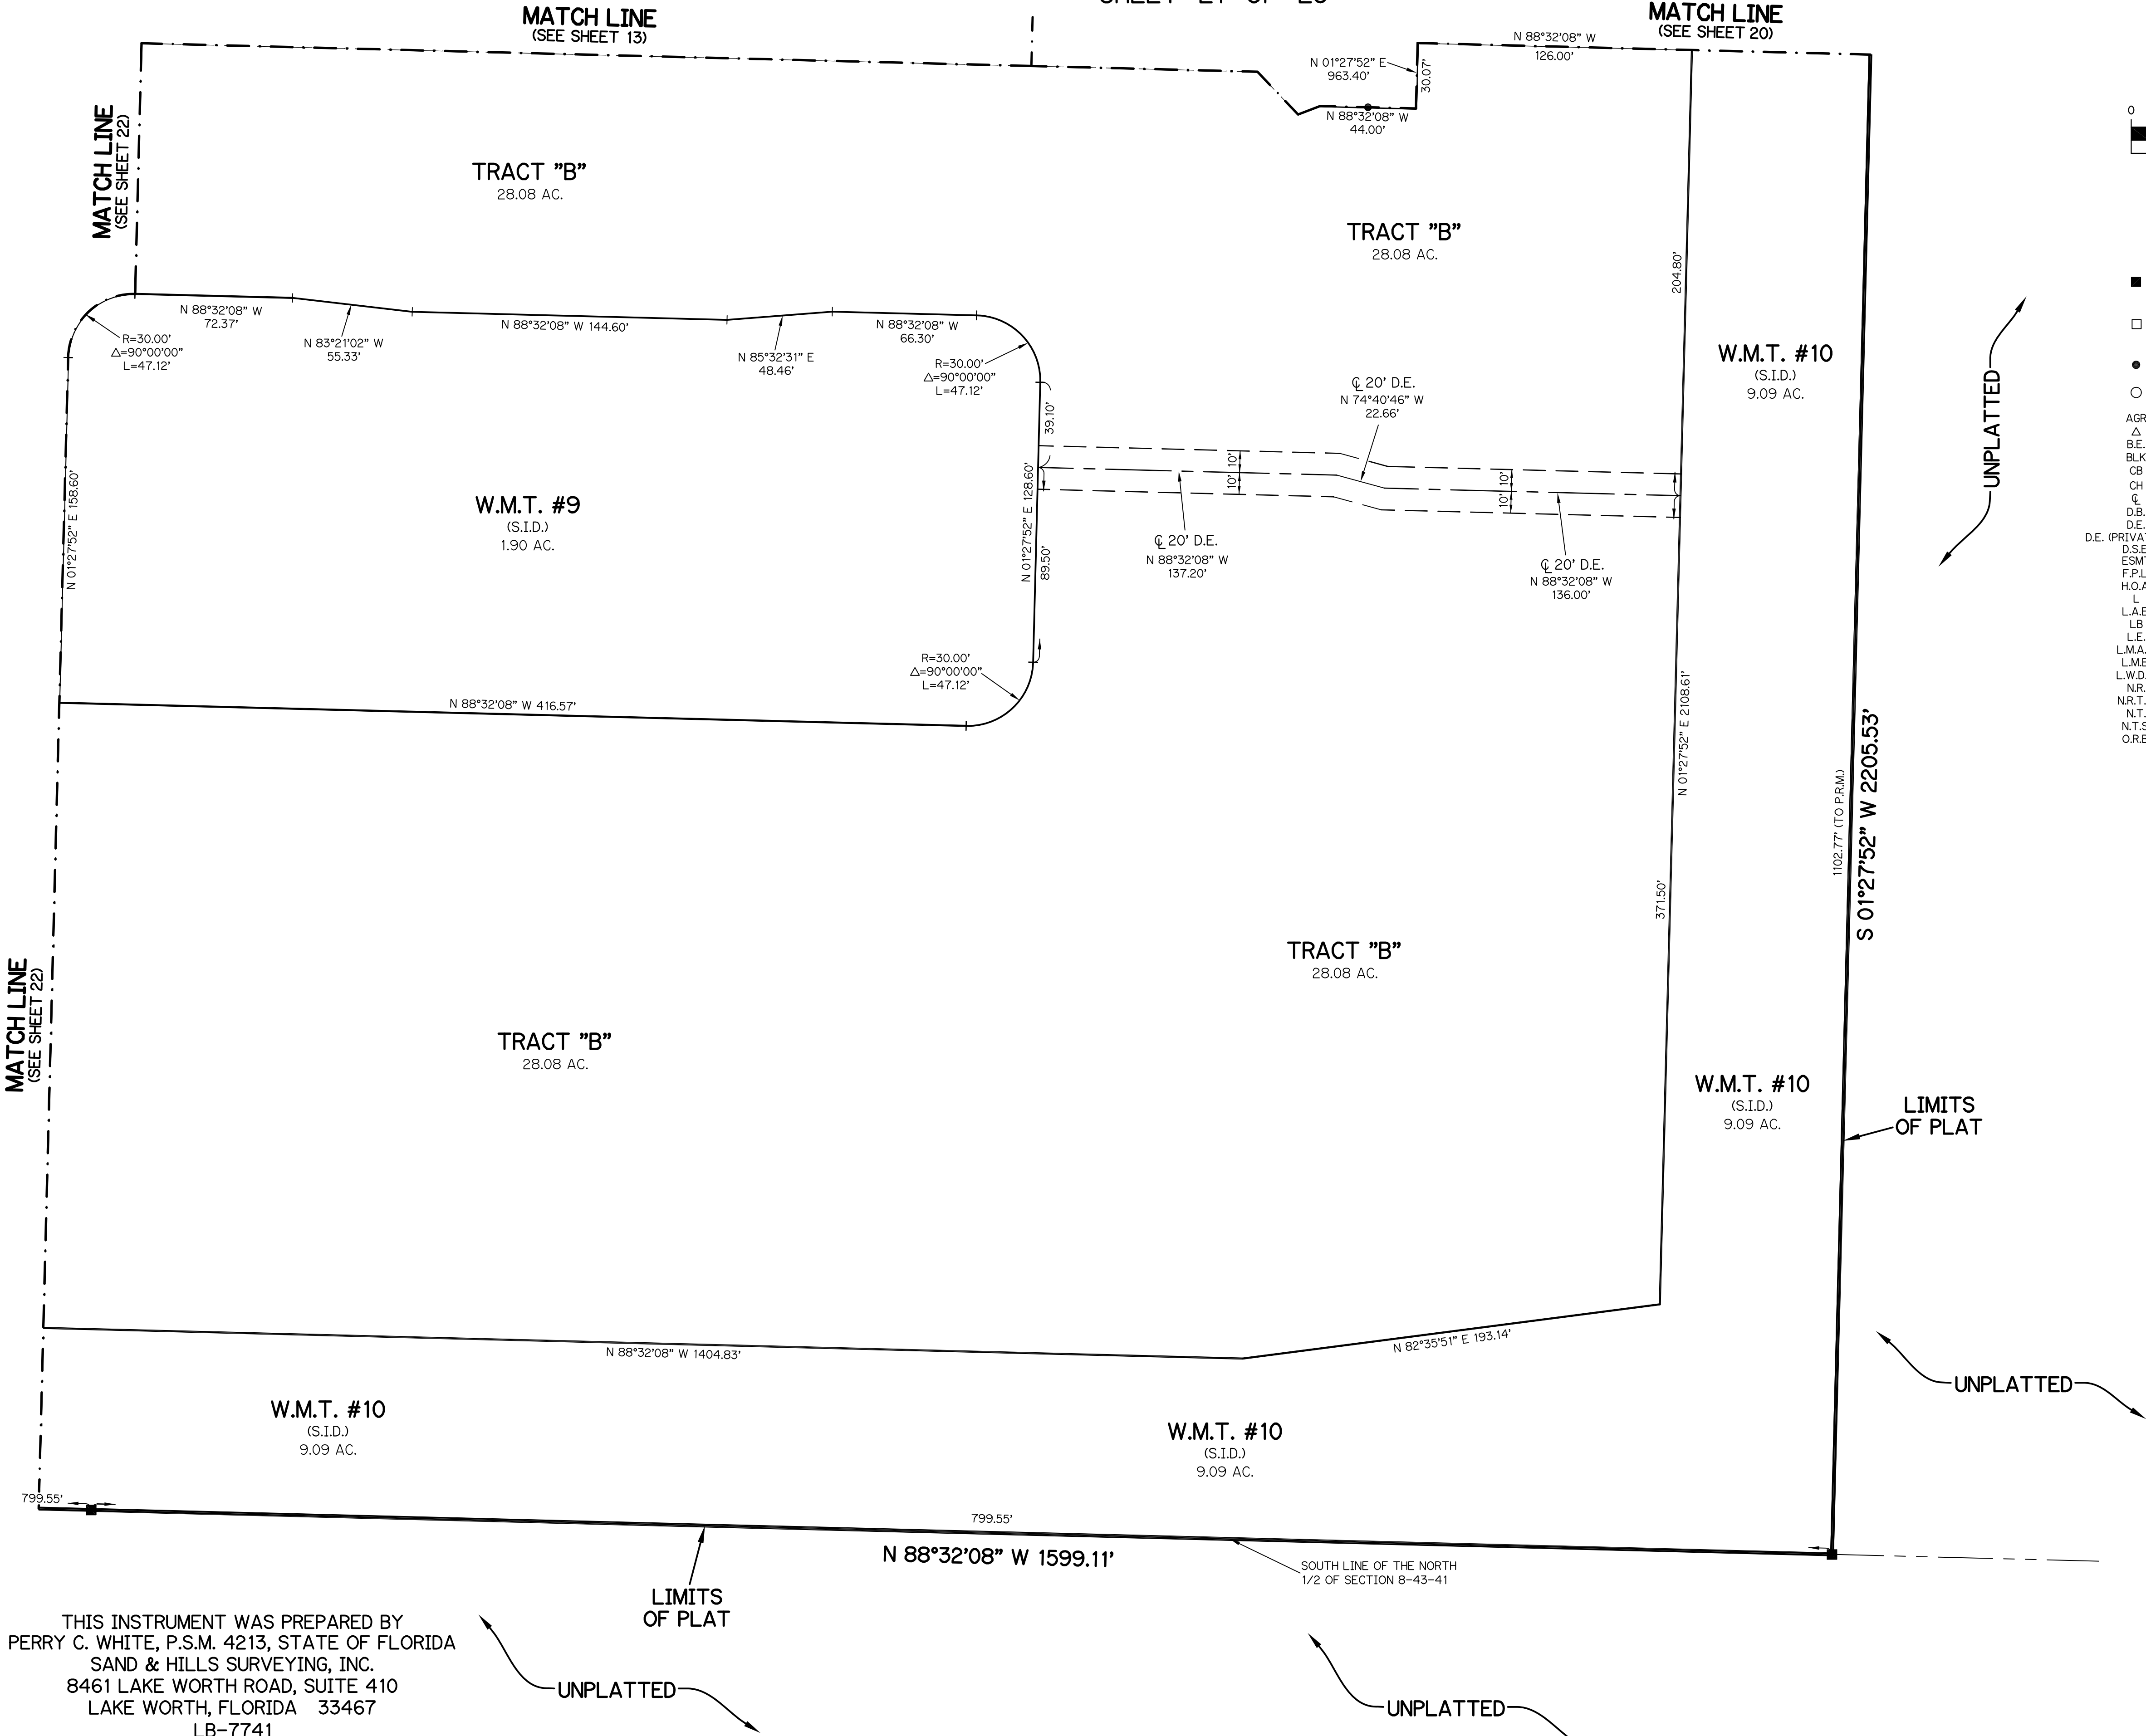 MATCH LINE
(SEE SHEET 13)
MATCH LINE
(SEE SHEET 20)
N 88°32'08" W
126.00'
N 01°27'52" E
963.40'
30.07'
N 88°32'08" W
44.00'
0
MATCH LINE
(SEE SHEET 22)
TRACT "B"
28.08 AC.
TRACT "B"
28.08 AC.
204.80'
N 88°32'08" W
72.37'
R=30.00'
△=90°00'00"
L=47.12'
N 83°21'02" W
55.33'
N 88°32'08" W 144.60'
N 85°32'31" E
48.46'
N 88°32'08" W
66.30'
R=30.00'
△=90°00'00"
L=47.12'
39.10'
℄ 20' D.E.
N 74°40'46" W
22.66'
W.M.T. #10
(S.I.D.)
9.09 AC.
UNPLATTED
N 01°27'52" E 158.60'
W.M.T. #9
(S.I.D.)
1.90 AC.
N 01°27'52" E 128.60'
89.50'
10'
10'
10'
10'
℄ 20' D.E.
N 88°32'08" W
137.20'
℄ 20' D.E.
N 88°32'08" W
136.00'
R=30.00'
△=90°00'00"
L=47.12'
N 88°32'08" W 416.57'
N 01°27'52" E 2108.61'
371.50'
1102.77' (TO P.R.M.)
S 01°27'52" W 2205.53'
AGR
△
B.E.
BLK
CB
CH
℄
D.B.
D.E.
D.E. (PRIVA
D.S.E
ESMT
F.P.L
H.O.A
L
L.A.E
LB
L.E.
L.M.A.
L.M.E
L.W.D.
N.R.
N.R.T.
N.T.
N.T.S
O.R.B
MATCH LINE
(SEE SHEET 22)
TRACT "B"
28.08 AC.
TRACT "B"
28.08 AC.
W.M.T. #10
(S.I.D.)
9.09 AC.
LIMITS
OF PLAT
N 88°32'08" W 1404.83'
N 82°35'51" E 193.14'
UNPLATTED
W.M.T. #10
(S.I.D.)
9.09 AC.
W.M.T. #10
(S.I.D.)
9.09 AC.
799.55'
799.55'
N 88°32'08" W 1599.11'
SOUTH LINE OF THE NORTH
1/2 OF SECTION 8-43-41
LIMITS
OF PLAT
THIS INSTRUMENT WAS PREPARED BY
PERRY C. WHITE, P.S.M. 4213, STATE OF FLORIDA
SAND & HILLS SURVEYING, INC.
8461 LAKE WORTH ROAD, SUITE 410
LAKE WORTH, FLORIDA 33467
LB-7741
UNPLATTED
UNPLATTED